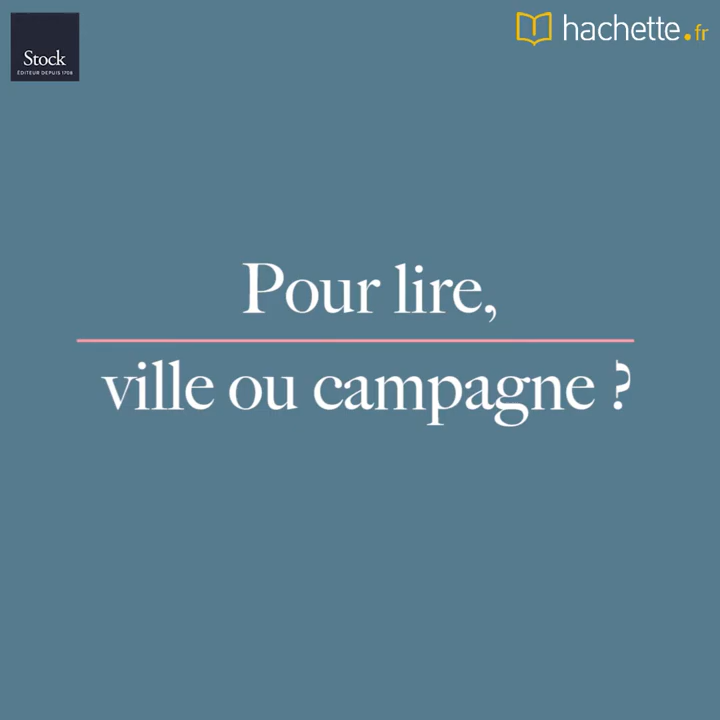 Stock
ÉDITEUR DEPUIS 1708
hachette.fr
Pour lire,
ville ou campagne ?